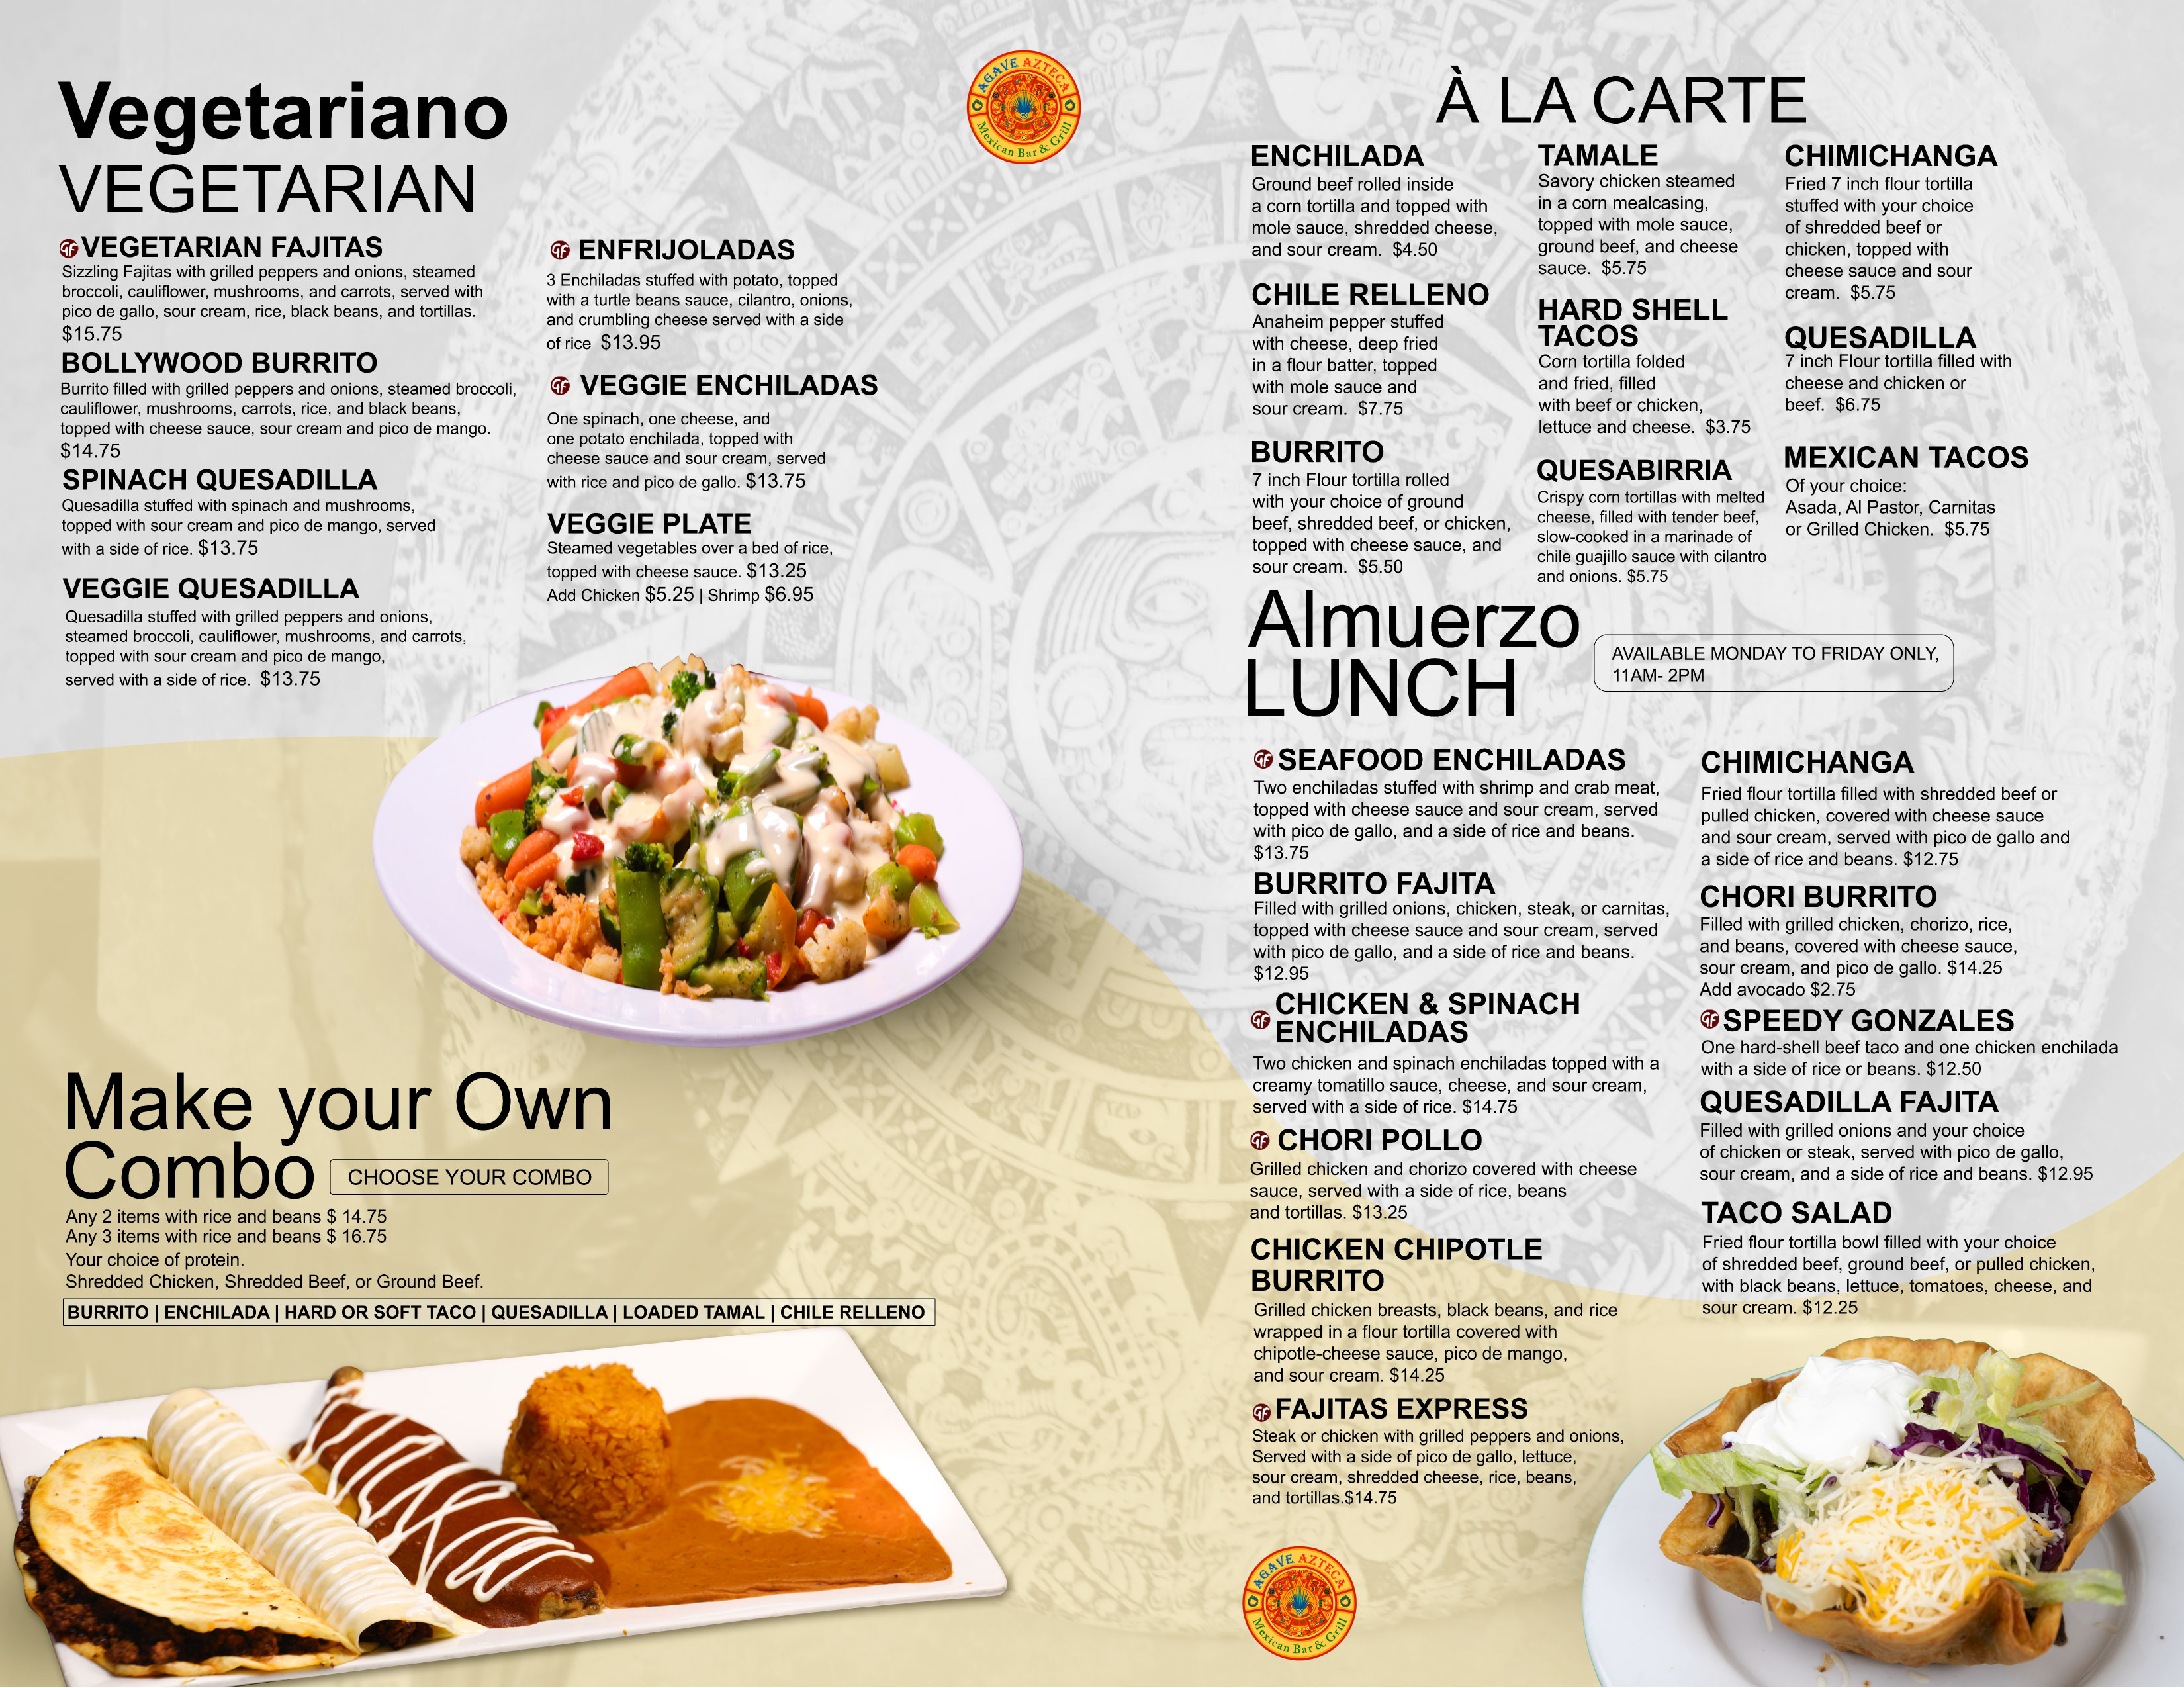 Vegetariano
VEGETARIAN
GF VEGETARIAN FAJITAS
Sizzling Fajitas with grilled peppers and onions, steamed
broccoli, cauliflower, mushrooms, and carrots, served with
pico de gallo, sour cream, rice, black beans, and tortillas.
$15.75
BOLLYWOOD BURRITO
Burrito filled with grilled peppers and onions, steamed broccoli,
cauliflower, mushrooms, carrots, rice, and black beans,
topped with cheese sauce, sour cream and pico de mango.
$14.75
SPINACH QUESADILLA
Quesadilla stuffed with spinach and mushrooms,
topped with sour cream and pico de mango, served
with a side of rice. $13.75
VEGGIE QUESADILLA
Quesadilla stuffed with grilled peppers and onions,
steamed broccoli, cauliflower, mushrooms, and carrots,
topped with sour cream and pico de mango,
served with a side of rice. $13.75
GF ENFRIJOLADAS
3 Enchiladas stuffed with potato, topped
with a turtle beans sauce, cilantro, onions,
and crumbling cheese served with a side
of rice $13.95
GF VEGGIE ENCHILADAS
One spinach, one cheese, and
one potato enchilada, topped with
cheese sauce and sour cream, served
with rice and pico de gallo. $13.75
VEGGIE PLATE
Steamed vegetables over a bed of rice,
topped with cheese sauce. $13.25
Add Chicken $5.25 | Shrimp $6.95
Make your Own
Combo
CHOOSE YOUR COMBO
Any 2 items with rice and beans $ 14.75
Any 3 items with rice and beans $ 16.75
Your choice of protein.
Shredded Chicken, Shredded Beef, or Ground Beef.
BURRITO | ENCHILADA | HARD OR SOFT TACO | QUESADILLA | LOADED TAMAL | CHILE RELLENO
AGAVE AZTECA
Mexican Bar & Grill
À LA CARTE
ENCHILADA
Ground beef rolled inside
a corn tortilla and topped with
mole sauce, shredded cheese,
and sour cream. $4.50
CHILE RELLENO
Anaheim pepper stuffed
with cheese, deep fried
in a flour batter, topped
with mole sauce and
sour cream. $7.75
BURRITO
7 inch Flour tortilla rolled
with your choice of ground
beef, shredded beef, or chicken,
topped with cheese sauce, and
sour cream. $5.50
TAMALE
Savory chicken steamed
in a corn mealcasing,
topped with mole sauce,
ground beef, and cheese
sauce. $5.75
HARD SHELL
TACOS
Corn tortilla folded
and fried, filled
with beef or chicken,
lettuce and cheese. $3.75
QUESABIRRIA
Crispy corn tortillas with melted
cheese, filled with tender beef,
slow-cooked in a marinade of
chile guajillo sauce with cilantro
and onions. $5.75
CHIMICHANGA
Fried 7 inch flour tortilla
stuffed with your choice
of shredded beef or
chicken, topped with
cheese sauce and sour
cream. $5.75
QUESADILLA
7 inch Flour tortilla filled with
cheese and chicken or
beef. $6.75
MEXICAN TACOS
Of your choice:
Asada, Al Pastor, Carnitas
or Grilled Chicken. $5.75
Almuerzo
LUNCH
AVAILABLE MONDAY TO FRIDAY ONLY,
11AM- 2PM
GF SEAFOOD ENCHILADAS
Two enchiladas stuffed with shrimp and crab meat,
topped with cheese sauce and sour cream, served
with pico de gallo, and a side of rice and beans.
$13.75
BURRITO FAJITA
Filled with grilled onions, chicken, steak, or carnitas,
topped with cheese sauce and sour cream, served
with pico de gallo, and a side of rice and beans.
$12.95
GF CHICKEN & SPINACH
ENCHILADAS
Two chicken and spinach enchiladas topped with a
creamy tomatillo sauce, cheese, and sour cream,
served with a side of rice. $14.75
GF CHORI POLLO
Grilled chicken and chorizo covered with cheese
sauce, served with a side of rice, beans
and tortillas. $13.25
CHICKEN CHIPOTLE
BURRITO
Grilled chicken breasts, black beans, and rice
wrapped in a flour tortilla covered with
chipotle-cheese sauce, pico de mango,
and sour cream. $14.25
GF FAJITAS EXPRESS
Steak or chicken with grilled peppers and onions,
Served with a side of pico de gallo, lettuce,
sour cream, shredded cheese, rice, beans,
and tortillas.$14.75
CHIMICHANGA
Fried flour tortilla filled with shredded beef or
pulled chicken, covered with cheese sauce
and sour cream, served with pico de gallo and
a side of rice and beans. $12.75
CHORI BURRITO
Filled with grilled chicken, chorizo, rice,
and beans, covered with cheese sauce,
sour cream, and pico de gallo. $14.25
Add avocado $2.75
GF SPEEDY GONZALES
One hard-shell beef taco and one chicken enchilada
with a side of rice or beans. $12.50
QUESADILLA FAJITA
Filled with grilled onions and your choice
of chicken or steak, served with pico de gallo,
sour cream, and a side of rice and beans. $12.95
TACO SALAD
Fried flour tortilla bowl filled with your choice
of shredded beef, ground beef, or pulled chicken,
with black beans, lettuce, tomatoes, cheese, and
sour cream. $12.25
AGAVE AZTECA
Mexican Bar & Grill